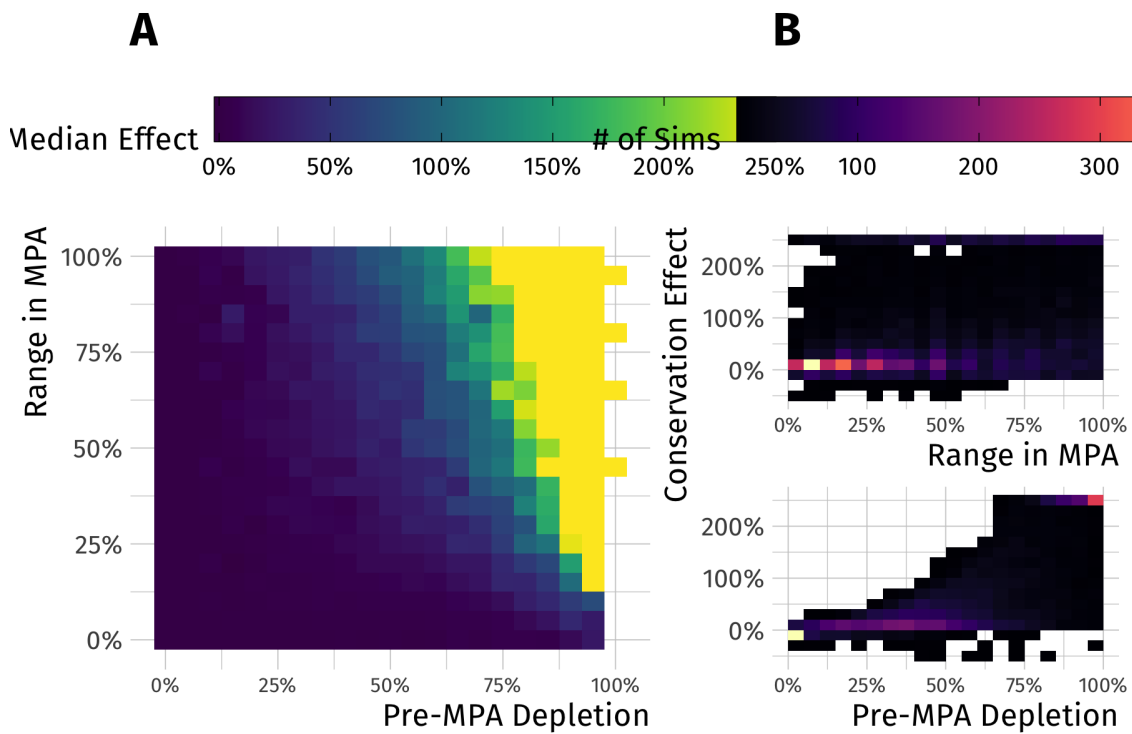 A B
Median Effect # of Sims
0% 50% 100% 150% 200% 250% 100 200 300
Range in MPA
100%
75%
50%
25%
0%
0% 25% 50% 75% 100%
Pre-MPA Depletion
Conservation Effect
200%
100%
0%
0% 25% 50% 75% 100%
Range in MPA
200%
100%
0%
0% 25% 50% 75% 100%
Pre-MPA Depletion